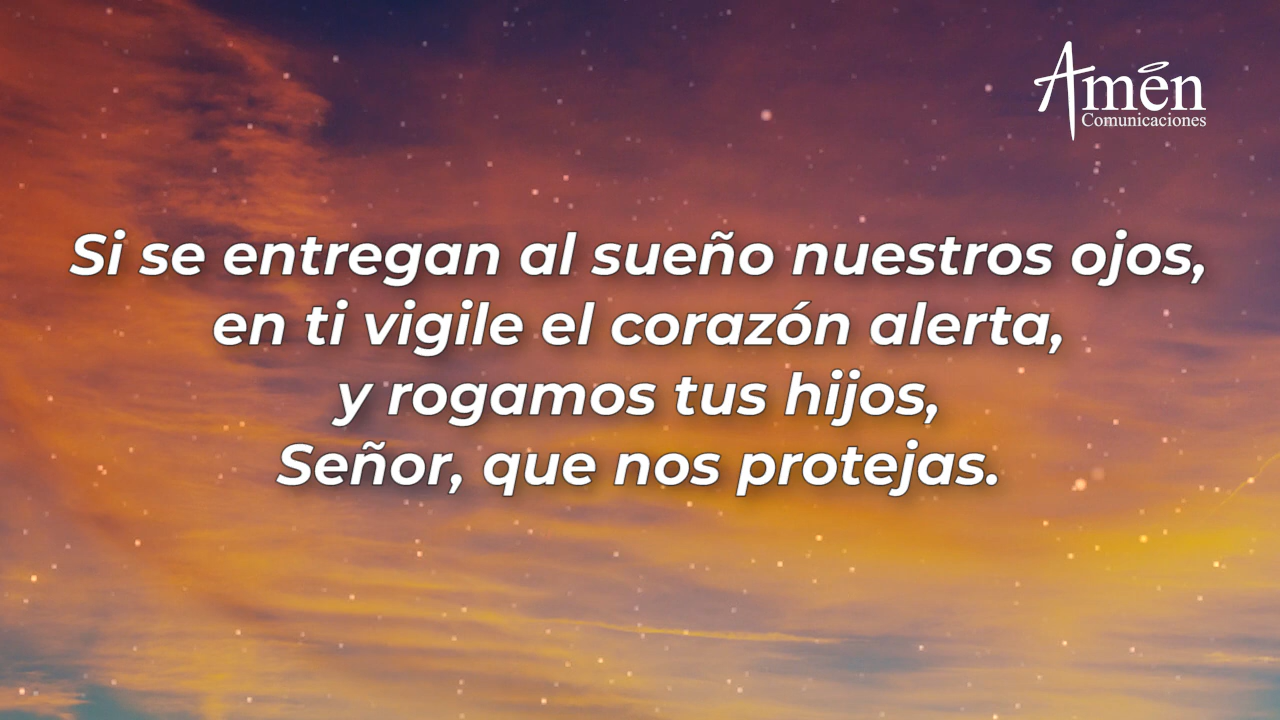 Amén
Comunicaciones
Si se entregan al sueño nuestros ojos,
en ti vigile el corazón alerta,
y rogamos tus hijos,
Señor, que nos protejas.